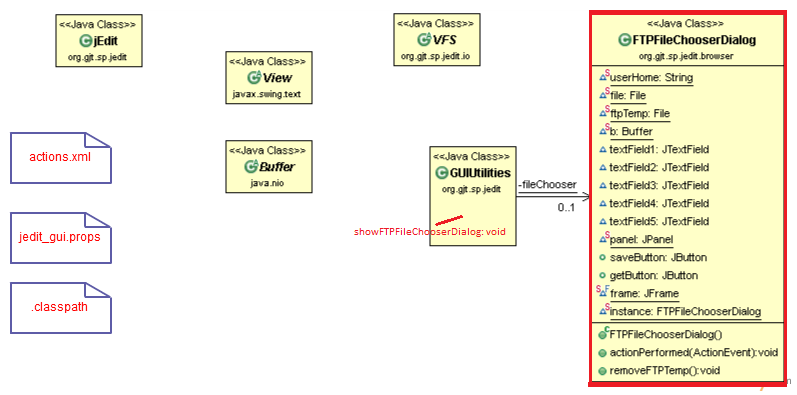 <<Java Class>>
jEdit
org.gjt.sp.jedit
<<Java Class>>
View
javax.swing.text
<<Java Class>>
VFS
org.gjt.sp.jedit.io
actions.xml
<<Java Class>>
Buffer
java.nio
jedit_gui.props
.classpath
<<Java Class>>
GUIUtilities
org.gjt.sp.jedit
showFTPFileChooserDialog: void
-fileChooser
0..1
<<Java Class>>
FTPFileChooserDialog
org.gjt.sp.jedit.browser
userHome: String
file: File
ftpTemp: File
b: Buffer
textField1: JTextField
textField2: JTextField
textField3: JTextField
textField4: JTextField
textField5: JTextField
panel: JPanel
saveButton: JButton
getButton: JButton
frame: JFrame
instance: FTPFileChooserDialog
FTPFileChooserDialog()
actionPerformed(ActionEvent):void
removeFTPTemp():void